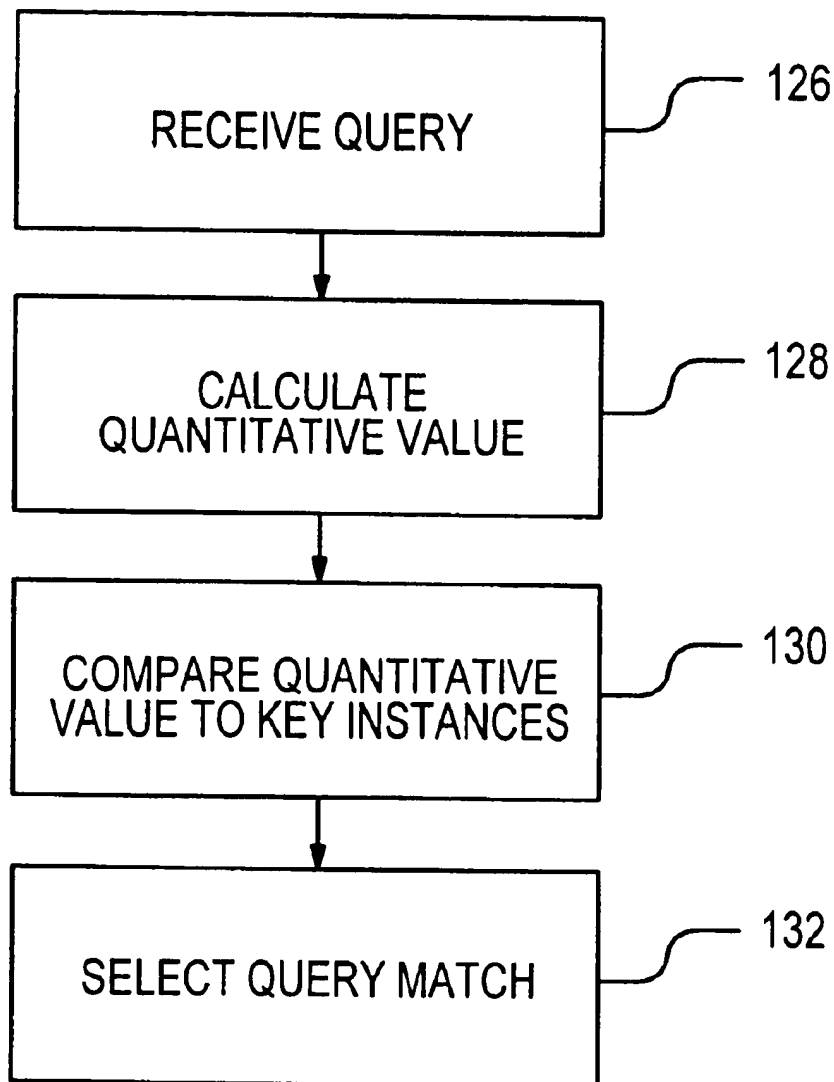 RECEIVE QUERY
126
CALCULATE
QUANTITATIVE VALUE
128
COMPARE QUANTITATIVE
VALUE TO KEY INSTANCES
130
SELECT QUERY MATCH
132